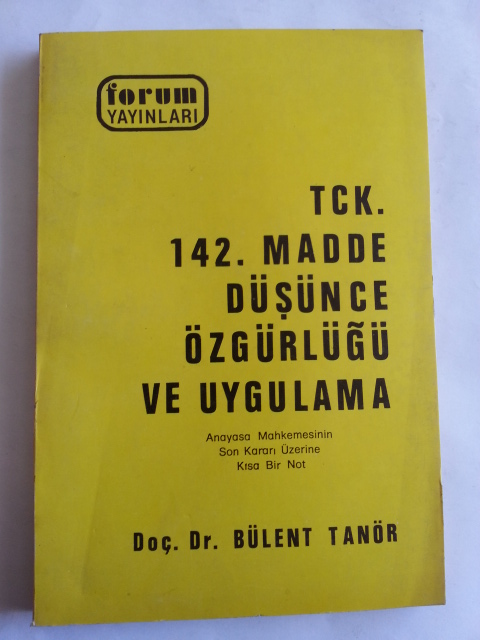 forum
YAYINLARI
TCK.
142. MADDE
DÜŞÜNCE
ÖZGÜRLÜĞÜ
VE UYGULAMA
Anayasa Mahkemesinin
Son Kararı Üzerine
Kısa Bir Not
Doç. Dr. BÜLENT TANÖR